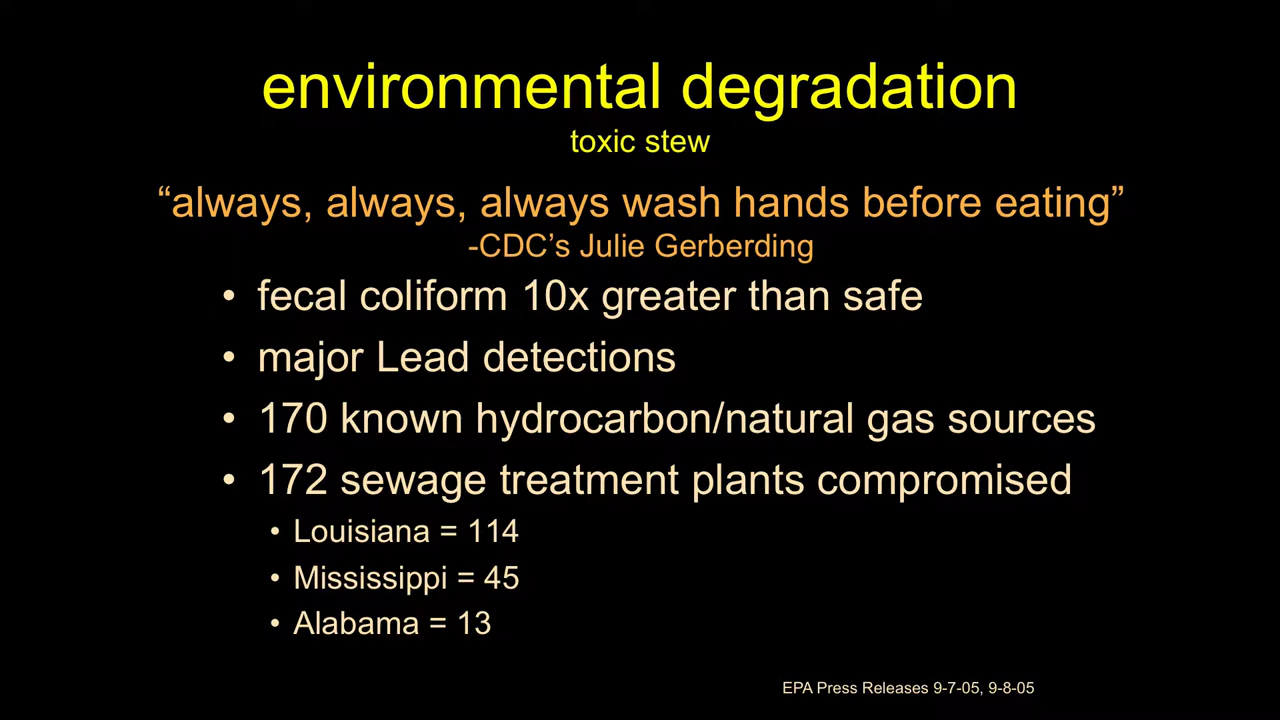 environmental degradation
toxic stew
“always, always, always wash hands before eating”
-CDC’s Julie Gerberding
• fecal coliform 10x greater than safe
• major Lead detections
• 170 known hydrocarbon/natural gas sources
• 172 sewage treatment plants compromised
• Louisiana = 114
• Mississippi = 45
• Alabama = 13
EPA Press Releases 9-7-05, 9-8-05